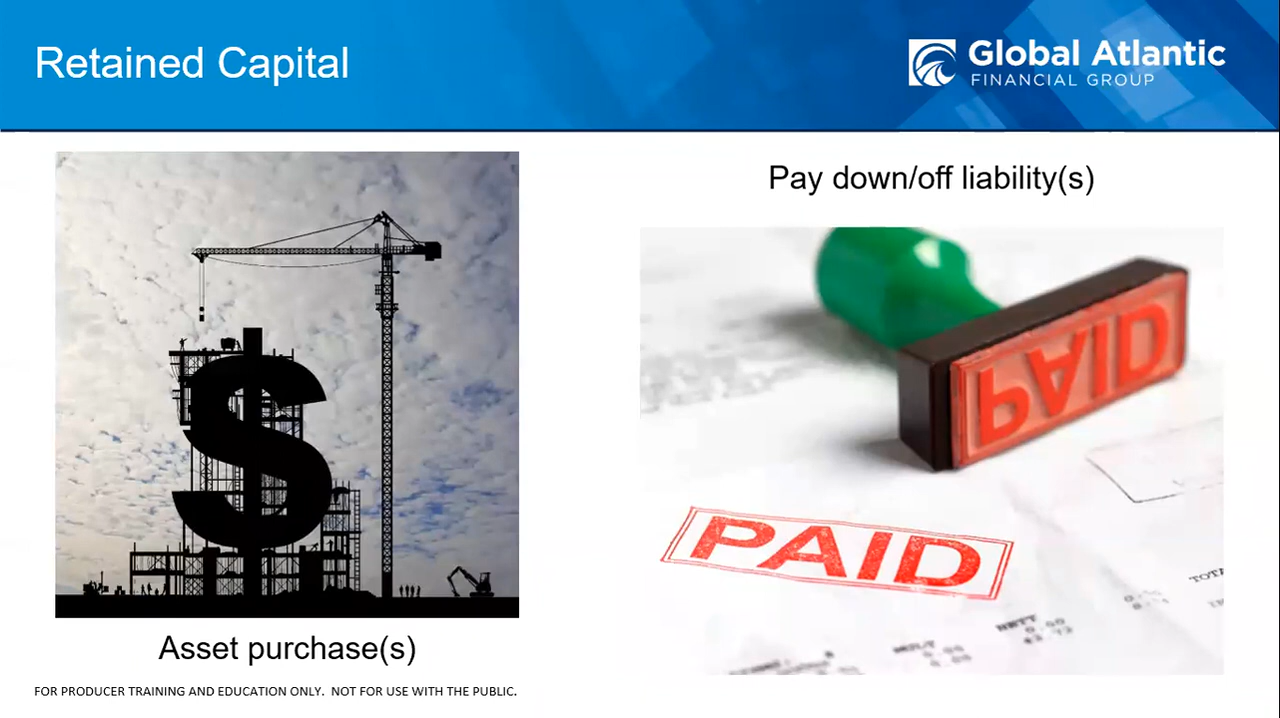 Retained Capital
Global Atlantic
FINANCIAL GROUP
Pay down/off liability(s)
PAID
PAID
Asset purchase(s)
FOR PRODUCER TRAINING AND EDUCATION ONLY. NOT FOR USE WITH THE PUBLIC.